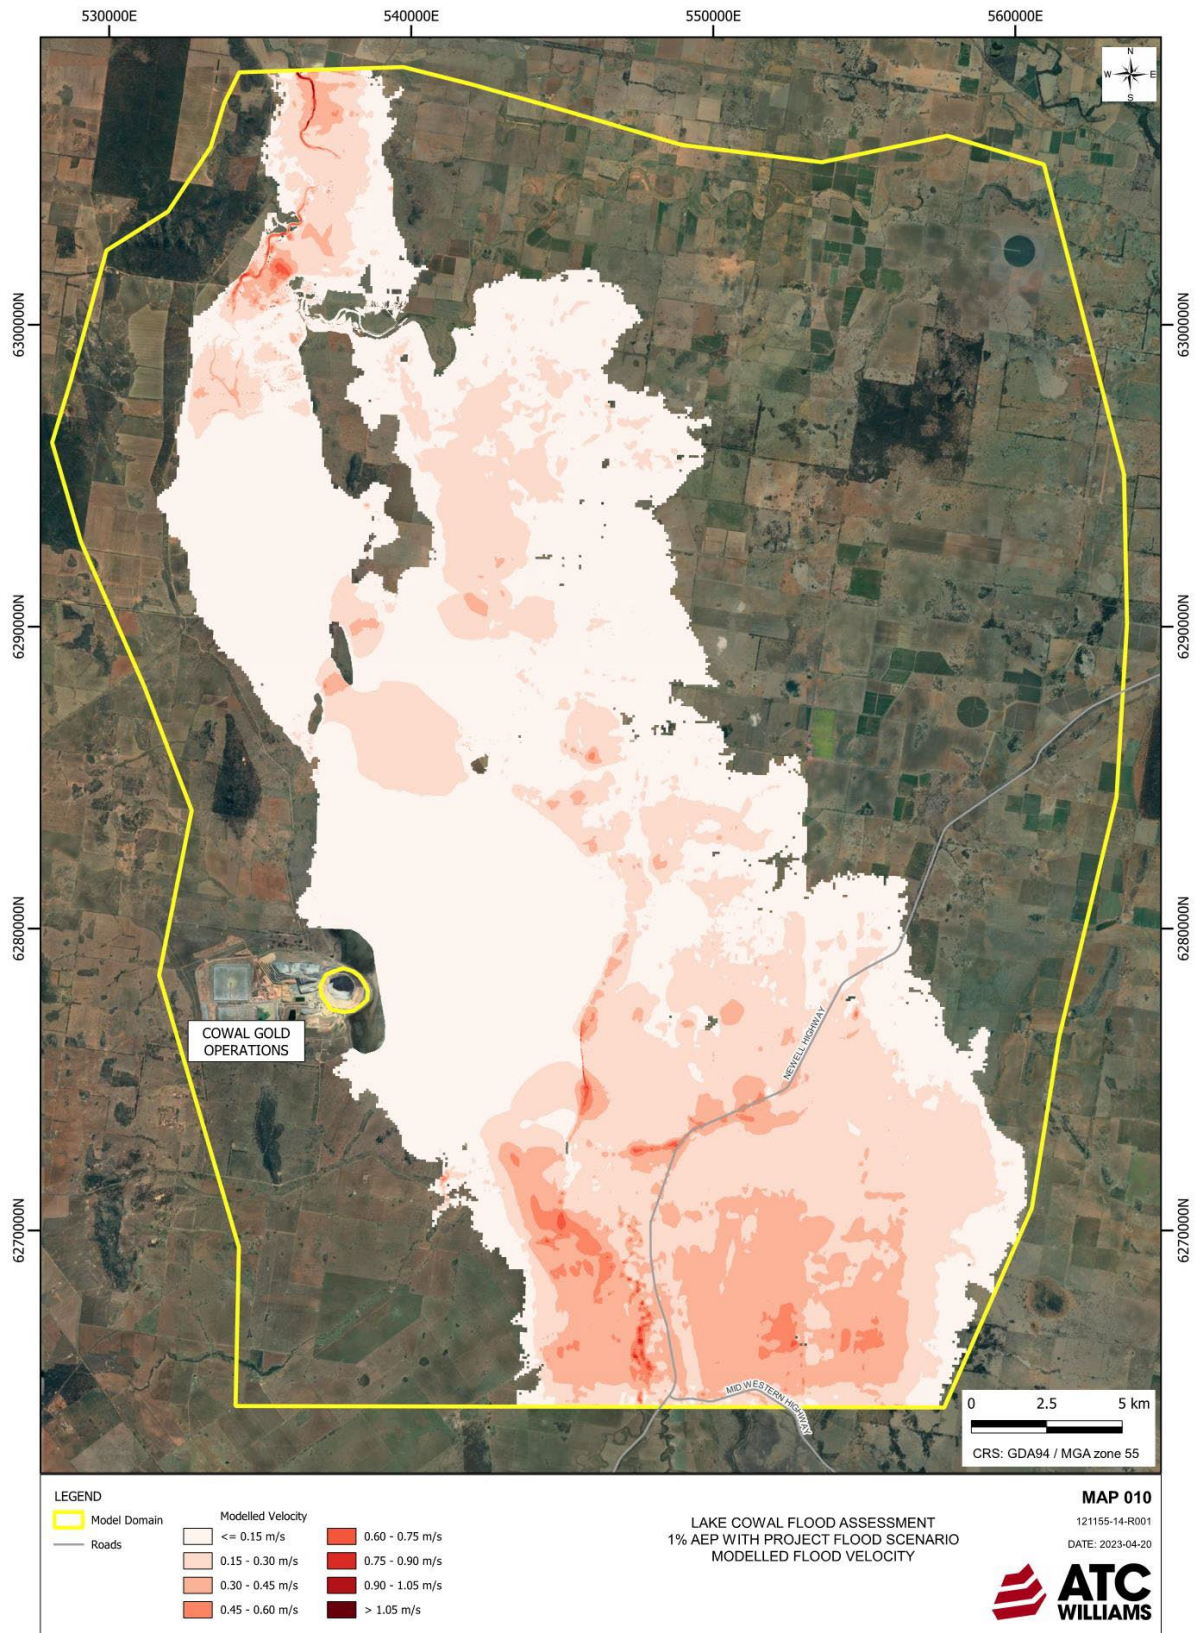 530000E
540000E
550000E
560000E
N
W E
S
6300000N
6300000N
6290000N
6290000N
6280000N
6280000N
COWAL GOLD
OPERATIONS
NEWELL HIGHWAY
6270000N
6270000N
MID WESTERN HIGHWAY
0 2.5 5 km
CRS: GDA94 / MGA zone 55
LEGEND
Model Domain
Roads
Modelled Velocity
<= 0.15 m/s
0.15 - 0.30 m/s
0.30 - 0.45 m/s
0.45 - 0.60 m/s
0.60 - 0.75 m/s
0.75 - 0.90 m/s
0.90 - 1.05 m/s
> 1.05 m/s
LAKE COWAL FLOOD ASSESSMENT
1% AEP WITH PROJECT FLOOD SCENARIO
MODELLED FLOOD VELOCITY
MAP 010
121155-14-R001
DATE: 2023-04-20
ATC
WILLIAMS